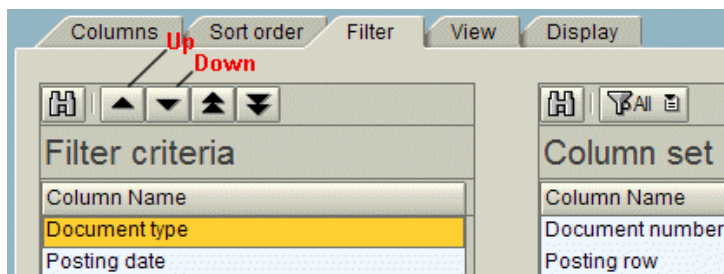 Columns Sort order Filter View Display
Up
Down
All
Filter criteria Column set
Column Name Column Name
Document type Document number
Posting date Posting row